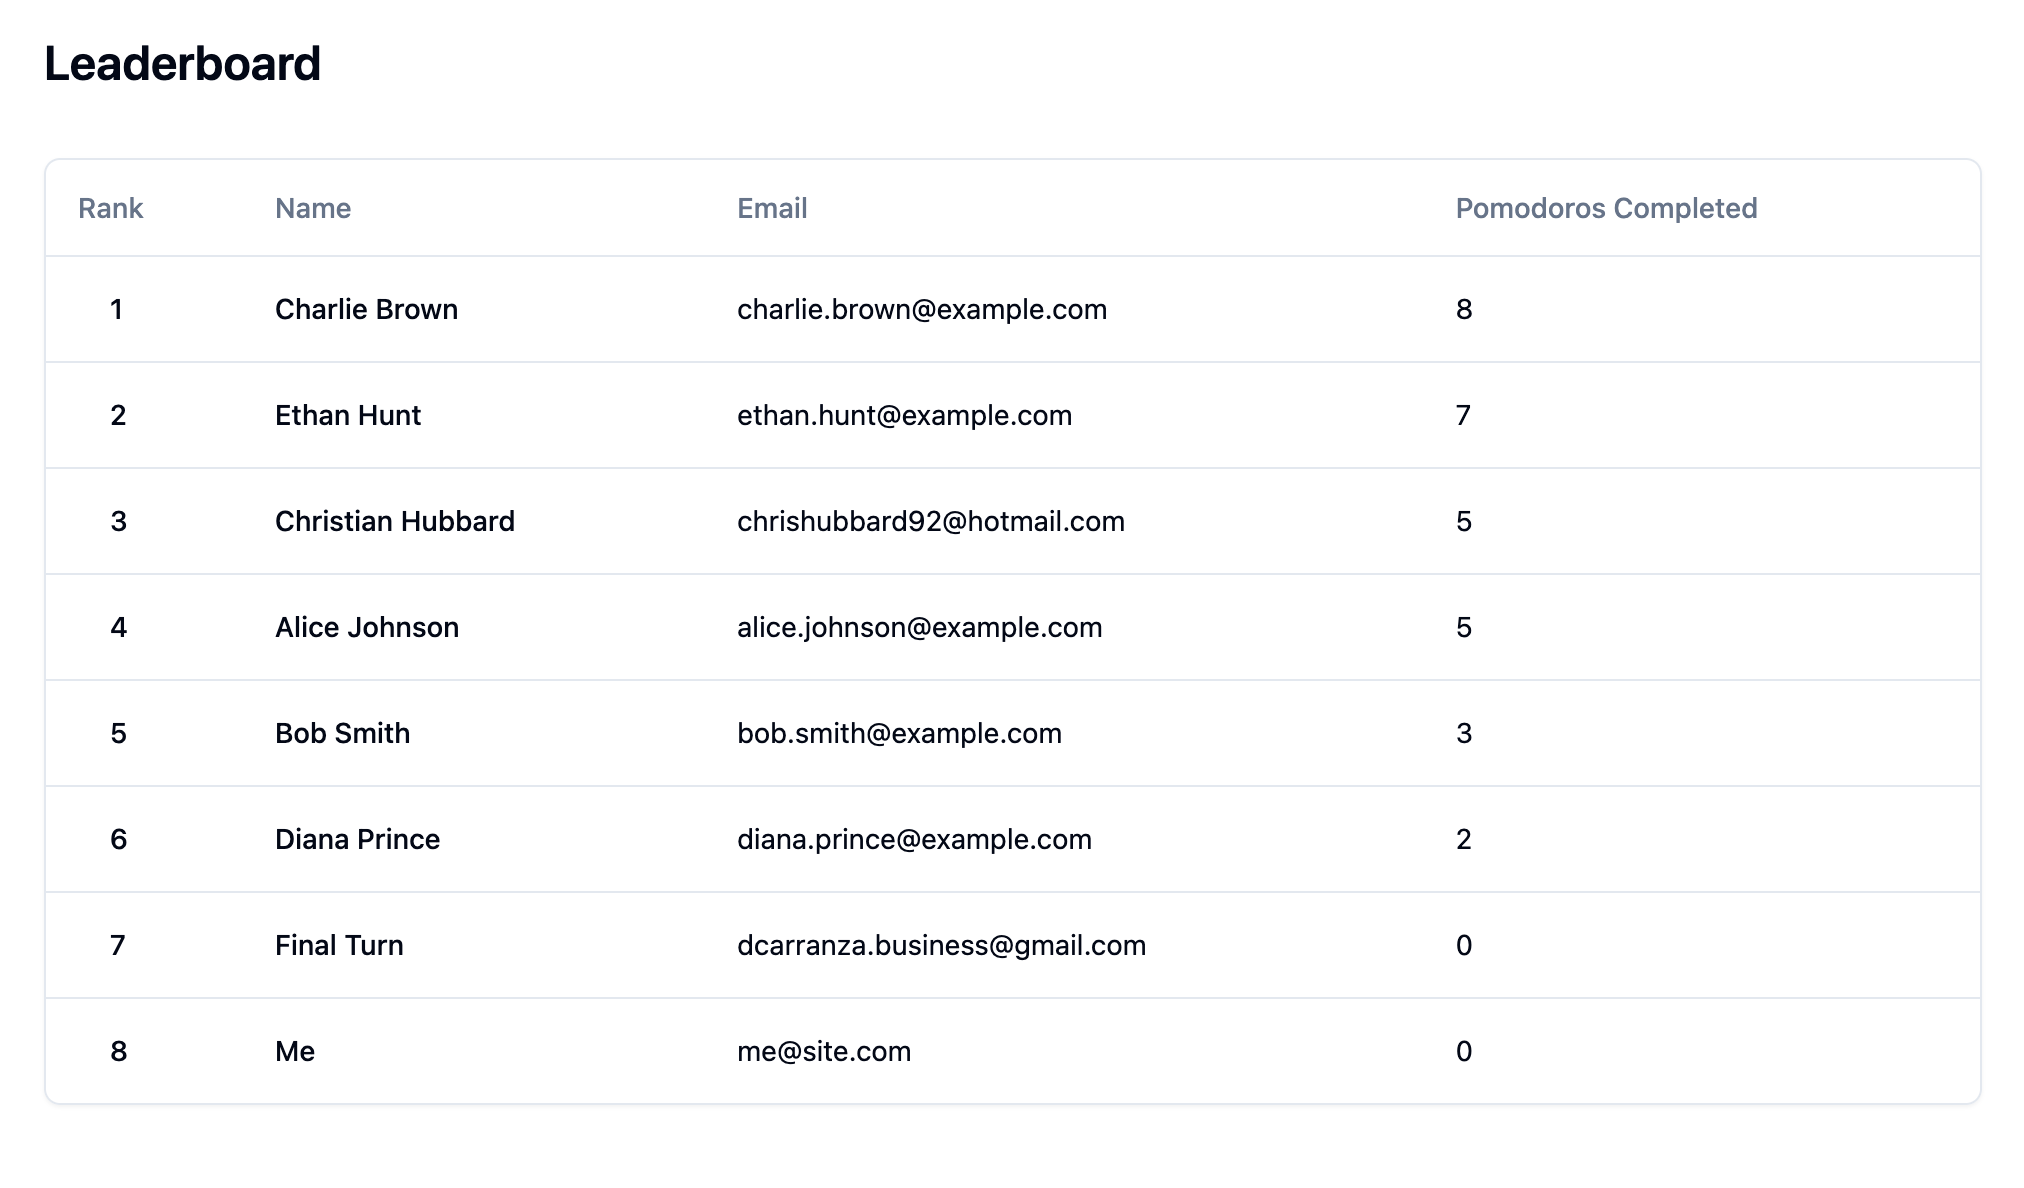 Leaderboard
Rank Name Email Pomodoros Completed
1 Charlie Brown charlie.brown@example.com 8
2 Ethan Hunt ethan.hunt@example.com 7
3 Christian Hubbard chrishubbard92@hotmail.com 5
4 Alice Johnson alice.johnson@example.com 5
5 Bob Smith bob.smith@example.com 3
6 Diana Prince diana.prince@example.com 2
7 Final Turn dcarranza.business@gmail.com 0
8 Me me@site.com 0